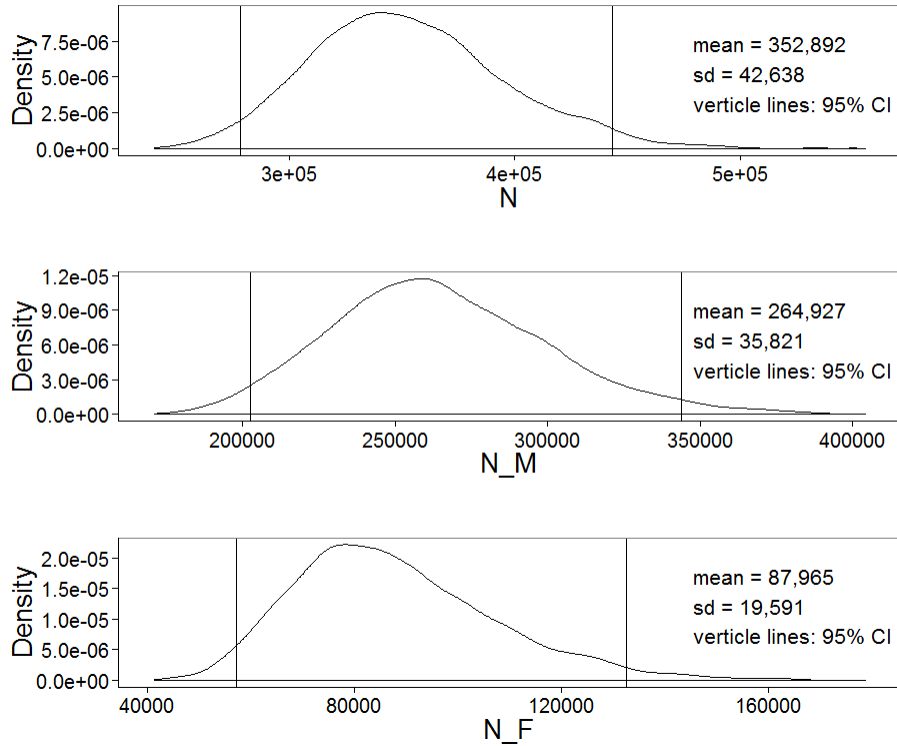 Density
7.5e-06
5.0e-06
2.5e-06
0.0e+00
mean = 352,892
sd = 42,638
verticle lines: 95% CI
3e+05 4e+05 5e+05
N
Density
1.2e-05
9.0e-06
6.0e-06
3.0e-06
0.0e+00
mean = 264,927
sd = 35,821
verticle lines: 95% CI
200000 250000 300000 350000 400000
N_M
Density
2.0e-05
1.5e-05
1.0e-05
5.0e-06
0.0e+00
mean = 87,965
sd = 19,591
verticle lines: 95% CI
40000 80000 120000 160000
N_F